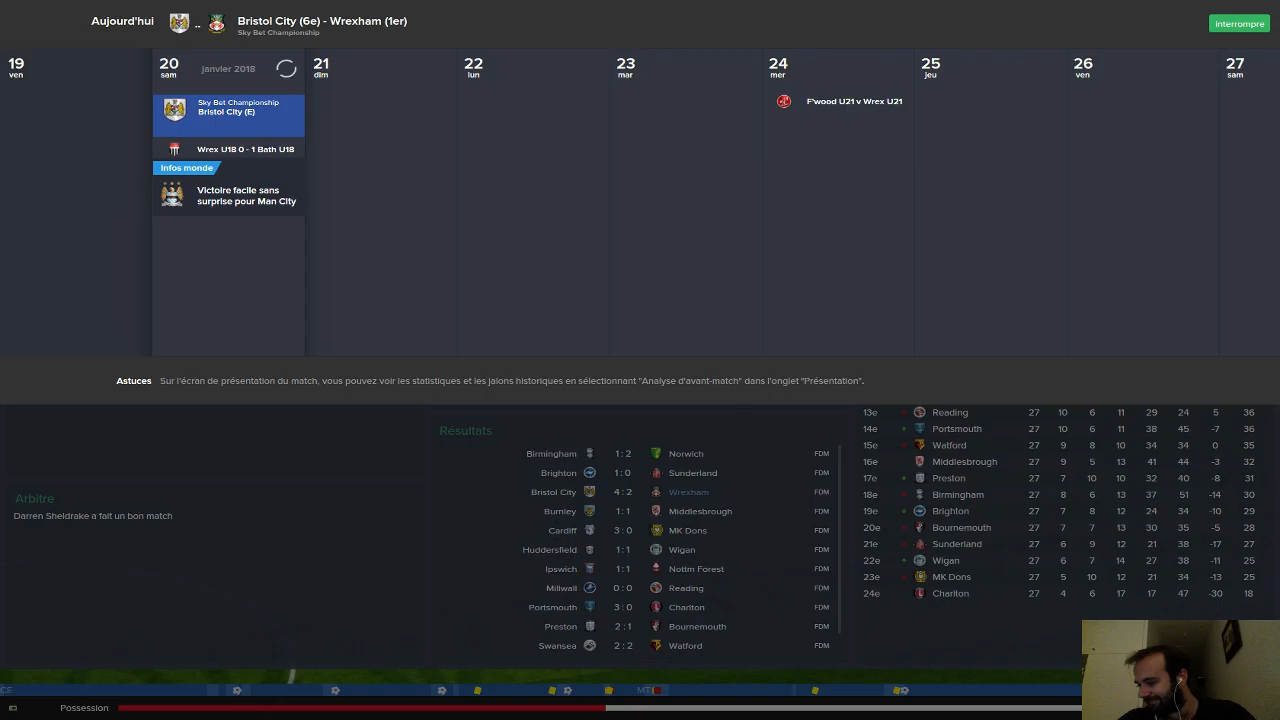 Aujourd'hui
Bristol City (6e) - Wrexham (1er)
Sky Bet Championship
interrompre
19 ven
20 sam
janvier 2018
21 dim
22 lun
23 mar
24 mer
25 jeu
26 ven
27 sam
Sky Bet Championship
Bristol City (E)
F'wood U21 v Wrex U21
Wrex U18 0 - 1 Bath U18
Infos monde
Victoire facile sans
surprise pour Man City
Astuces Sur l'écran de présentation du match, vous pouvez voir les statistiques et les jalons historiques en sélectionnant "Analyse d'avant-match" dans l'onglet "Présentation".
Arbitre
Darren Sheldrake a fait un bon match
Résultats
Birmingham 1 : 2 Norwich FDM
Brighton 1 : 0 Sunderland FDM
Bristol City 4 : 2 Wrexham FDM
Burnley 1 : 1 Middlesbrough FDM
Cardiff 3 : 0 MK Dons FDM
Huddersfield 1 : 1 Wigan FDM
Ipswich 1 : 1 Nottm Forest FDM
Millwall 0 : 0 Reading FDM
Portsmouth 3 : 0 Charlton FDM
Preston 2 : 1 Bournemouth FDM
Swansea 2 : 2 Watford FDM
13e Reading 27 10 6 11 29 24 5 36
14e Portsmouth 27 10 6 11 38 45 -7 36
15e Watford 27 9 8 10 34 34 0 35
16e Middlesbrough 27 9 5 13 41 44 -3 32
17e Preston 27 7 10 10 32 40 -8 31
18e Birmingham 27 8 6 13 37 51 -14 30
19e Brighton 27 7 8 12 24 34 -10 29
20e Bournemouth 27 7 7 13 30 35 -5 28
21e Sunderland 27 6 9 12 21 38 -17 27
22e Wigan 27 6 7 14 27 38 -11 25
23e MK Dons 27 5 10 12 21 34 -13 25
24e Charlton 27 4 6 17 17 47 -30 18
CE
MT
Possession